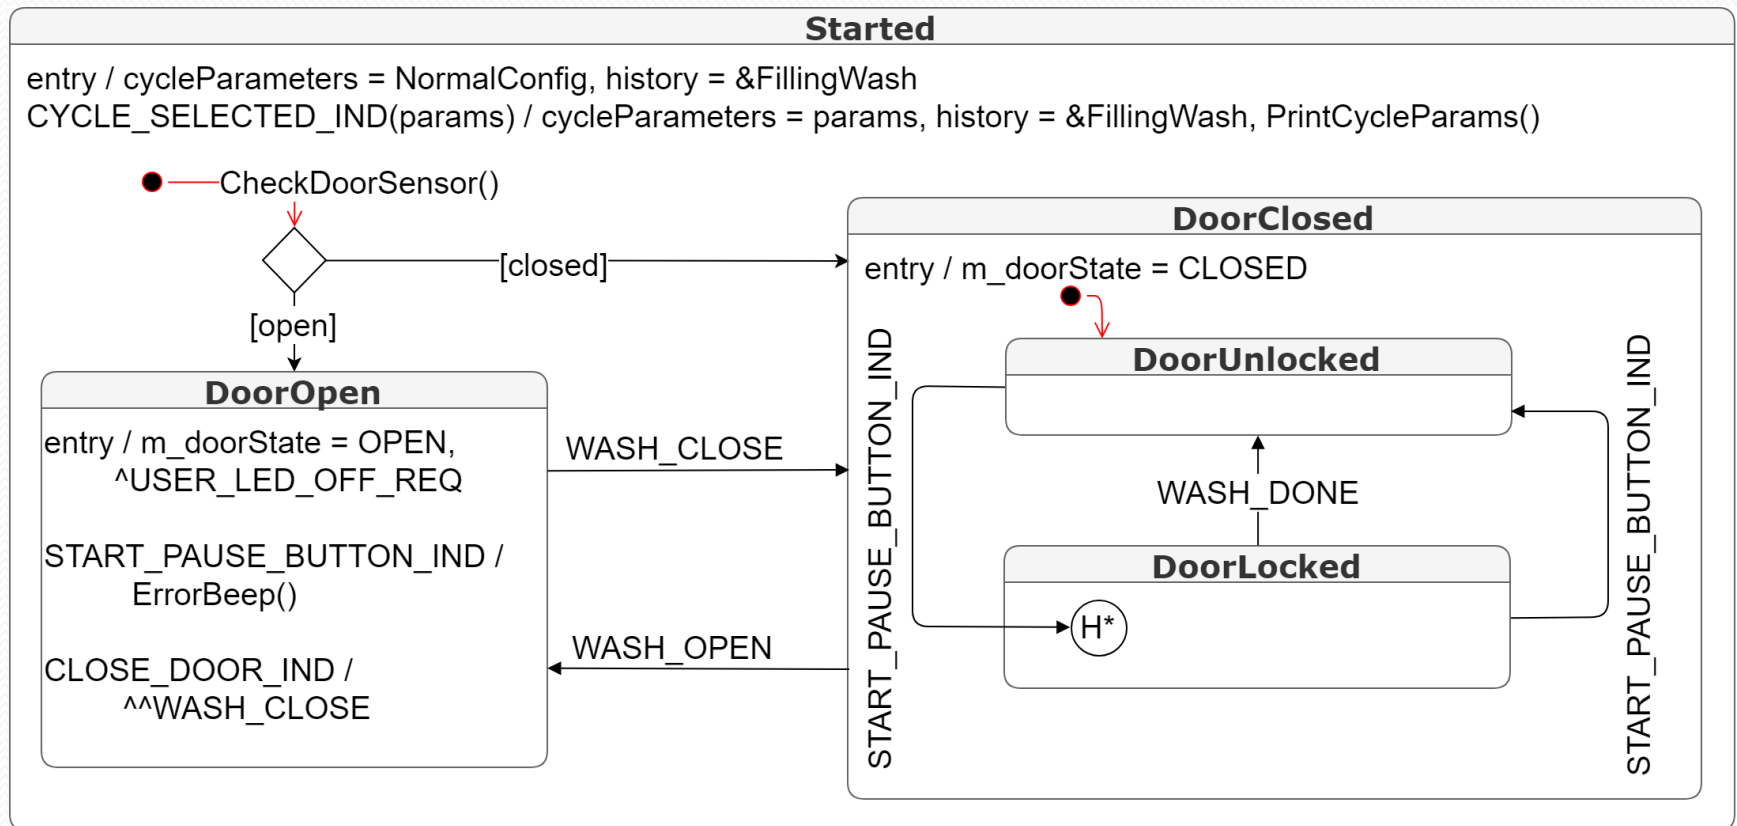 Started
entry / cycleParameters = NormalConfig, history = &FillingWash
CYCLE_SELECTED_IND(params) / cycleParameters = params, history = &FillingWash, PrintCycleParams()
CheckDoorSensor()
[closed]
[open]
DoorOpen
entry / m_doorState = OPEN,
^USER_LED_OFF_REQ
START_PAUSE_BUTTON_IND /
ErrorBeep()
CLOSE_DOOR_IND /
^^WASH_CLOSE
WASH_CLOSE
WASH_OPEN
DoorClosed
entry / m_doorState = CLOSED
START_PAUSE_BUTTON_IND
DoorUnlocked
WASH_DONE
DoorLocked
H*
START_PAUSE_BUTTON_IND